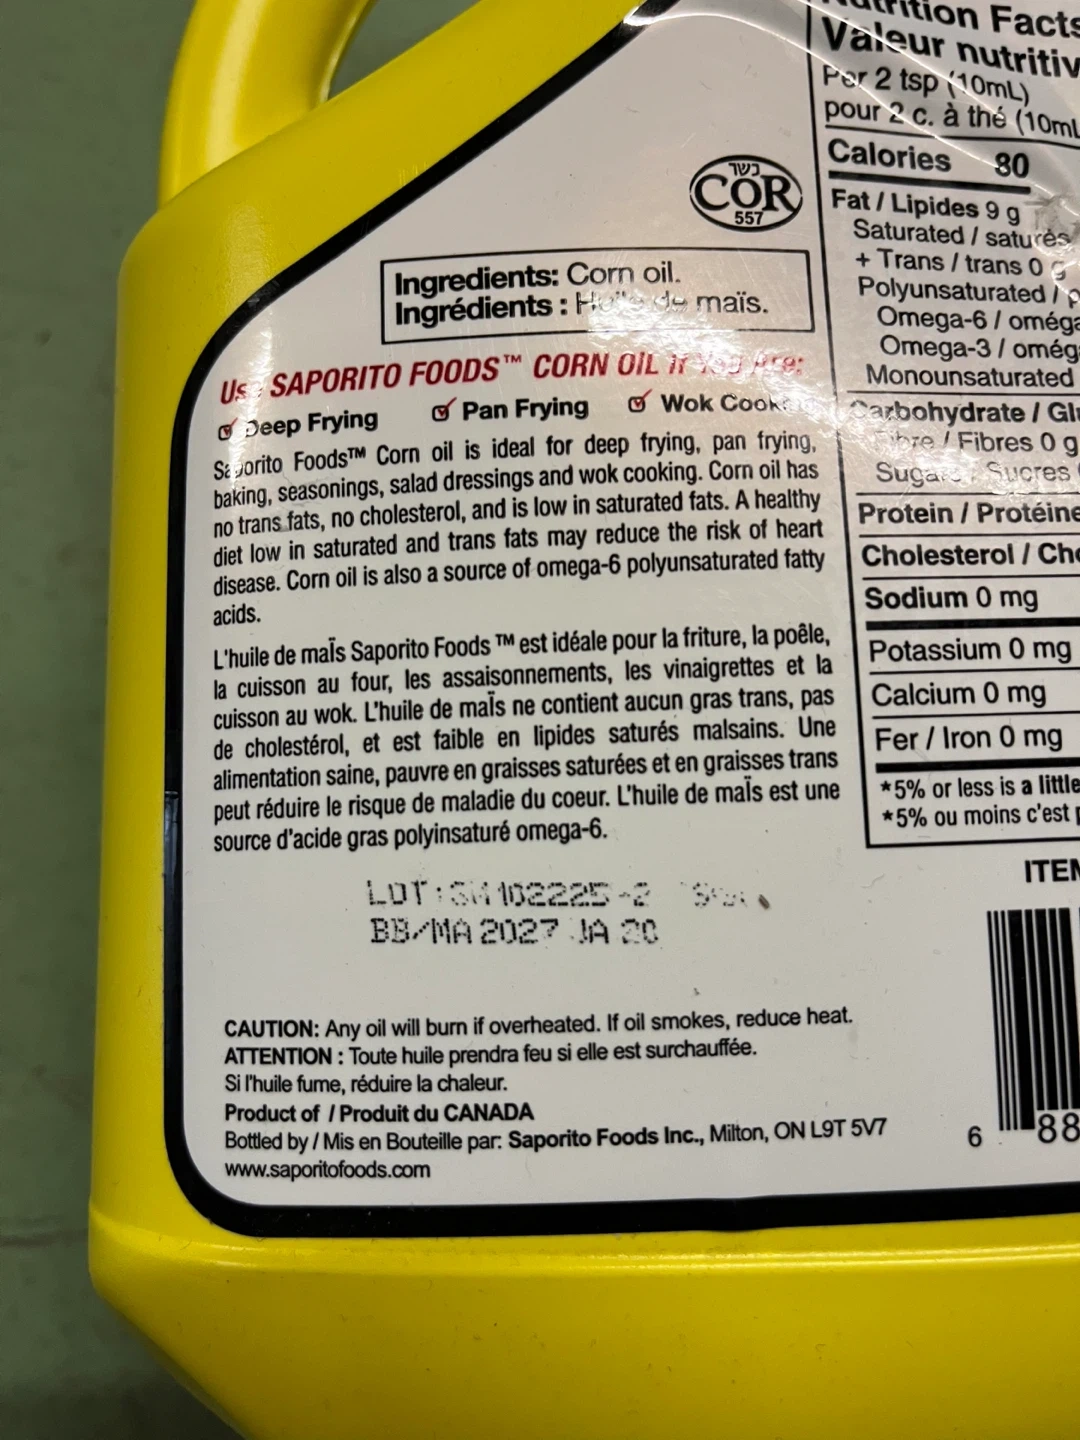 Nutrition Facts
Valeur nutritiv
Per 2 tsp (10mL)
pour 2 c. à thé (10mL
Calories 80
Fat / Lipides 9 g
Saturated / saturés
+ Trans / trans 0 g
Polyunsaturated / p
Omega-6 / oméga
Omega-3 / omég
Monounsaturated
Carbohydrate / Glu
Fibre / Fibres 0 g
Sugars / Sucres
Protein / Protéine
Cholesterol / Cho
Sodium 0 mg
Potassium 0 mg
Calcium 0 mg
Fer / Iron 0 mg
*5% or less is a little
*5% ou moins c'est p
כשר
COR
557
Ingredients: Corn oil.
Ingrédients : Huile de maïs.
Use SAPORITO FOODS™ CORN OIL If You Are:
Deep Frying Pan Frying Wok Cook
Saporito Foods™ Corn oil is ideal for deep frying, pan frying,
baking, seasonings, salad dressings and wok cooking. Corn oil has
no trans fats, no cholesterol, and is low in saturated fats. A healthy
diet low in saturated and trans fats may reduce the risk of heart
disease. Corn oil is also a source of omega-6 polyunsaturated fatty
acids.
L'huile de maÏs Saporito Foods ™ est idéale pour la friture, la poêle,
la cuisson au four, les assaisonnements, les vinaigrettes et la
cuisson au wok. L'huile de maÏs ne contient aucun gras trans, pas
de cholestérol, et est faible en lipides saturés malsains. Une
alimentation saine, pauvre en graisses saturées et en graisses trans
peut réduire le risque de maladie du coeur. L'huile de maÏs est une
source d'acide gras polyinsaturé omega-6.
LOT: 102225-2
BB/MA 2027 JA 20
CAUTION: Any oil will burn if overheated. If oil smokes, reduce heat.
ATTENTION : Toute huile prendra feu si elle est surchauffée.
Si l'huile fume, réduire la chaleur.
Product of / Produit du CANADA
Bottled by / Mis en Bouteille par: Saporito Foods Inc., Milton, ON L9T 5V7
www.saporitofoods.com
ITEM
6 88